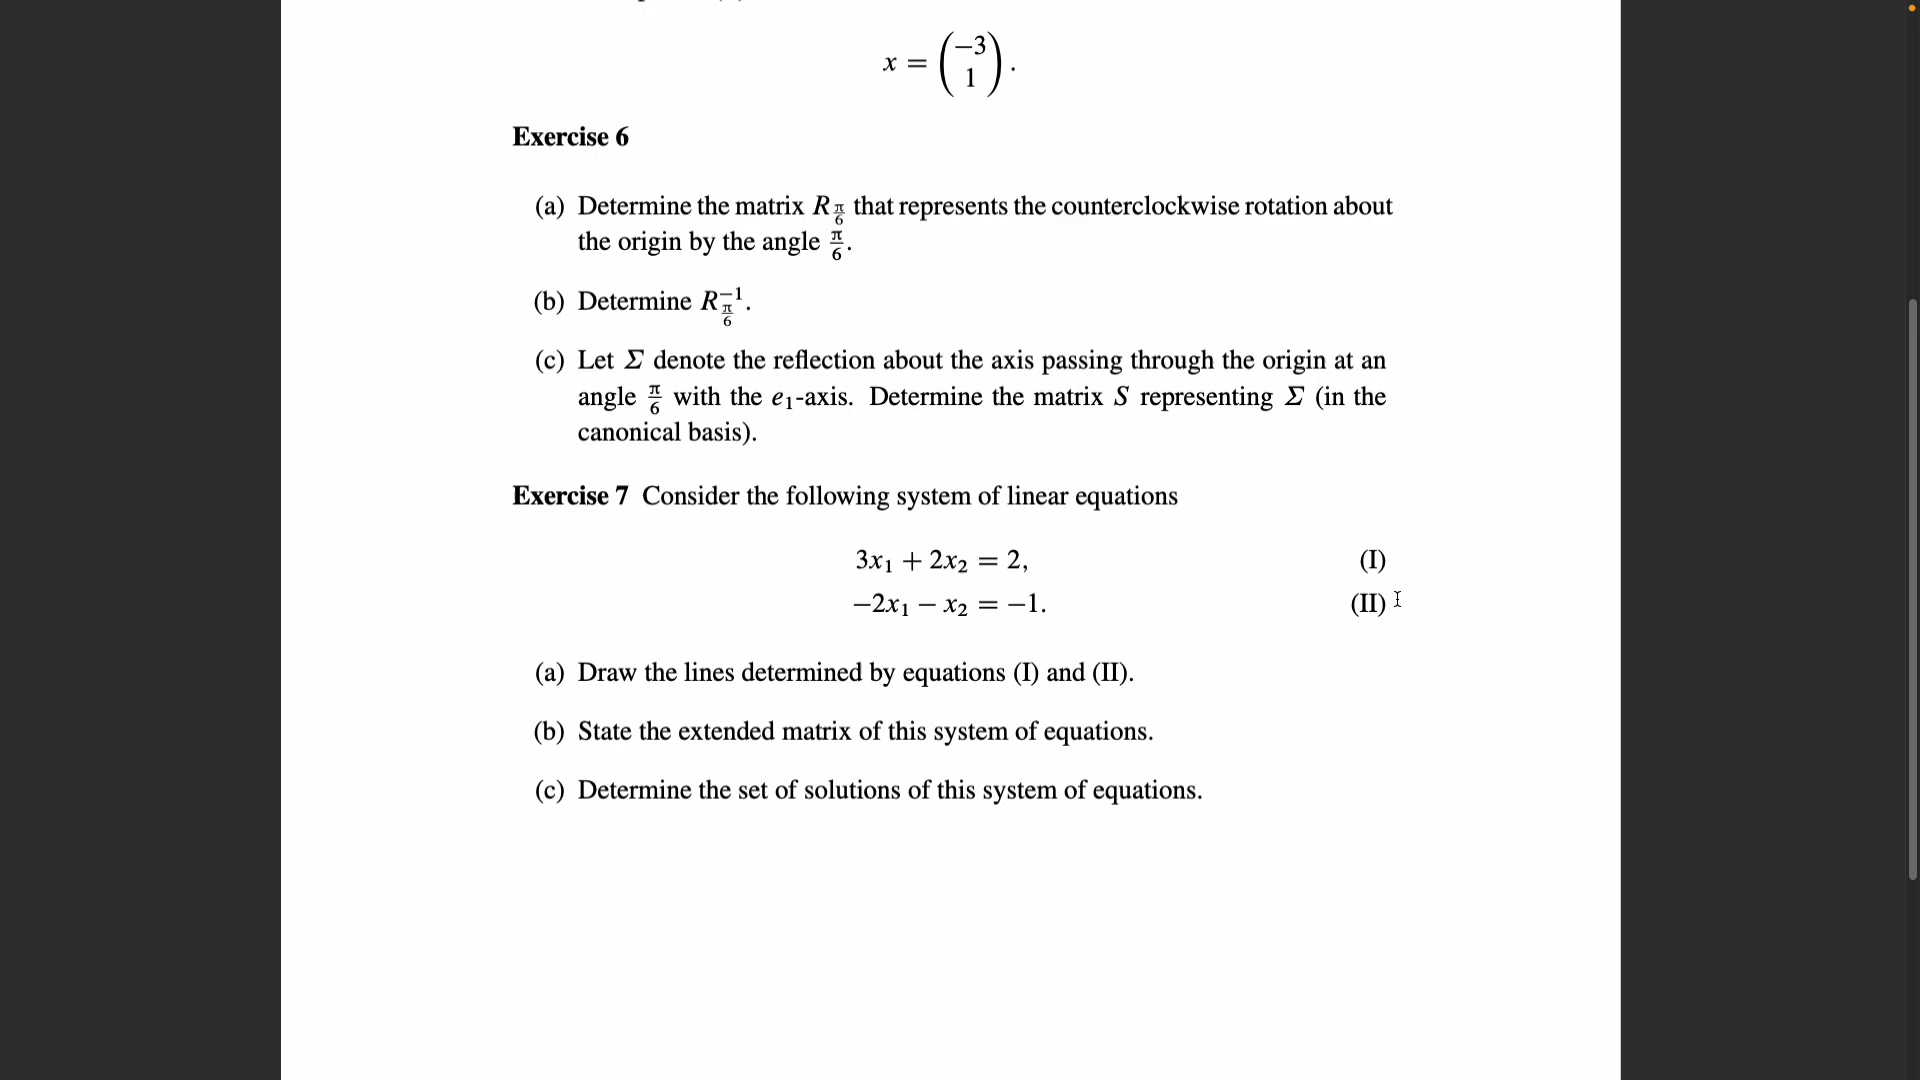 x = (−3
1).
Exercise 6
(a) Determine the matrix R_{π/6} that represents the counterclockwise rotation about
the origin by the angle π/6.
(b) Determine R_{π/6}^{−1}.
(c) Let Σ denote the reflection about the axis passing through the origin at an
angle π/6 with the e₁-axis. Determine the matrix S representing Σ (in the
canonical basis).
Exercise 7 Consider the following system of linear equations
3x₁ + 2x₂ = 2, (I)
−2x₁ − x₂ = −1. (II)
(a) Draw the lines determined by equations (I) and (II).
(b) State the extended matrix of this system of equations.
(c) Determine the set of solutions of this system of equations.